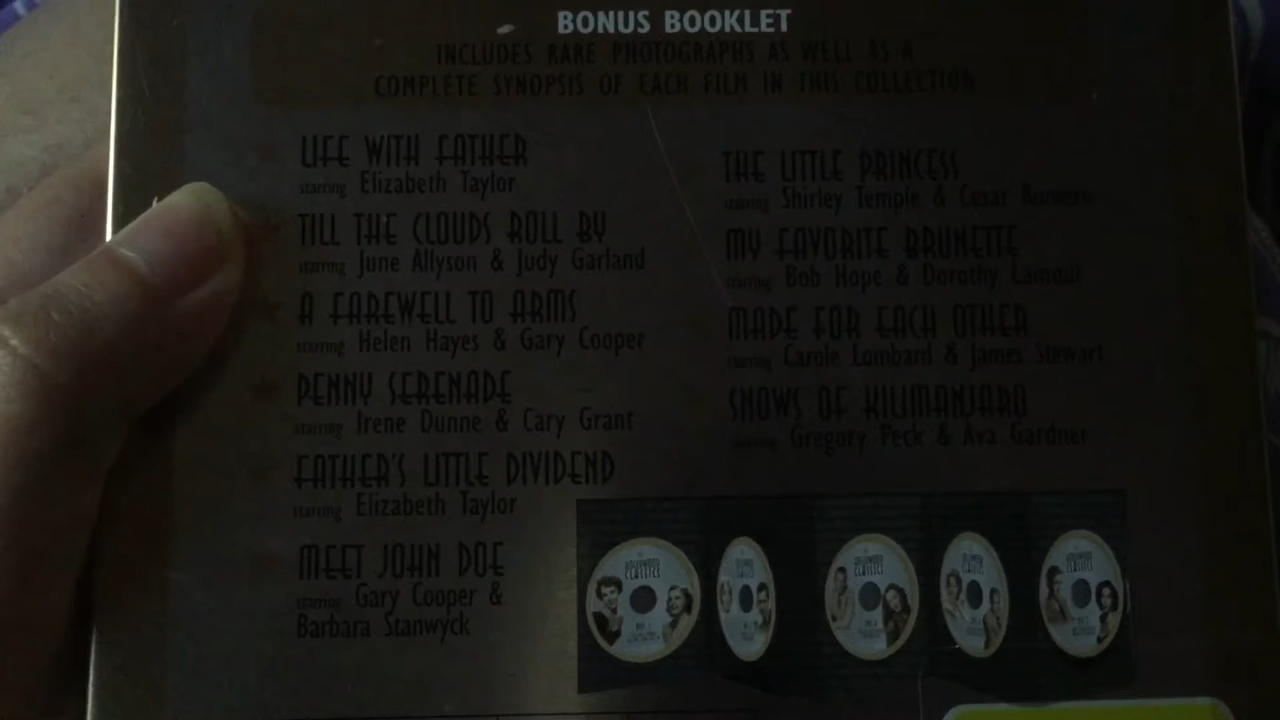 BONUS BOOKLET
INCLUDES RARE PHOTOGRAPHS AS WELL AS A
COMPLETE SYNOPSIS OF EACH FILM IN THIS COLLECTION
LIFE WITH FATHER
starring Elizabeth Taylor
TILL THE CLOUDS ROLL BY
starring June Allyson & Judy Garland
A FAREWELL TO ARMS
starring Helen Hayes & Gary Cooper
PENNY SERENADE
starring Irene Dunne & Cary Grant
FATHER'S LITTLE DIVIDEND
starring Elizabeth Taylor
MEET JOHN DOE
starring Gary Cooper &
Barbara Stanwyck
THE LITTLE PRINCESS
starring Shirley Temple & Cesar Romero
MY FAVORITE BRUNETTE
starring Bob Hope & Dorothy Lamour
MADE FOR EACH OTHER
starring Carole Lombard & James Stewart
SNOWS OF KILIMANJARO
starring Gregory Peck & Ava Gardner
HOLLYWOOD
CLASSICS
CLASSICS